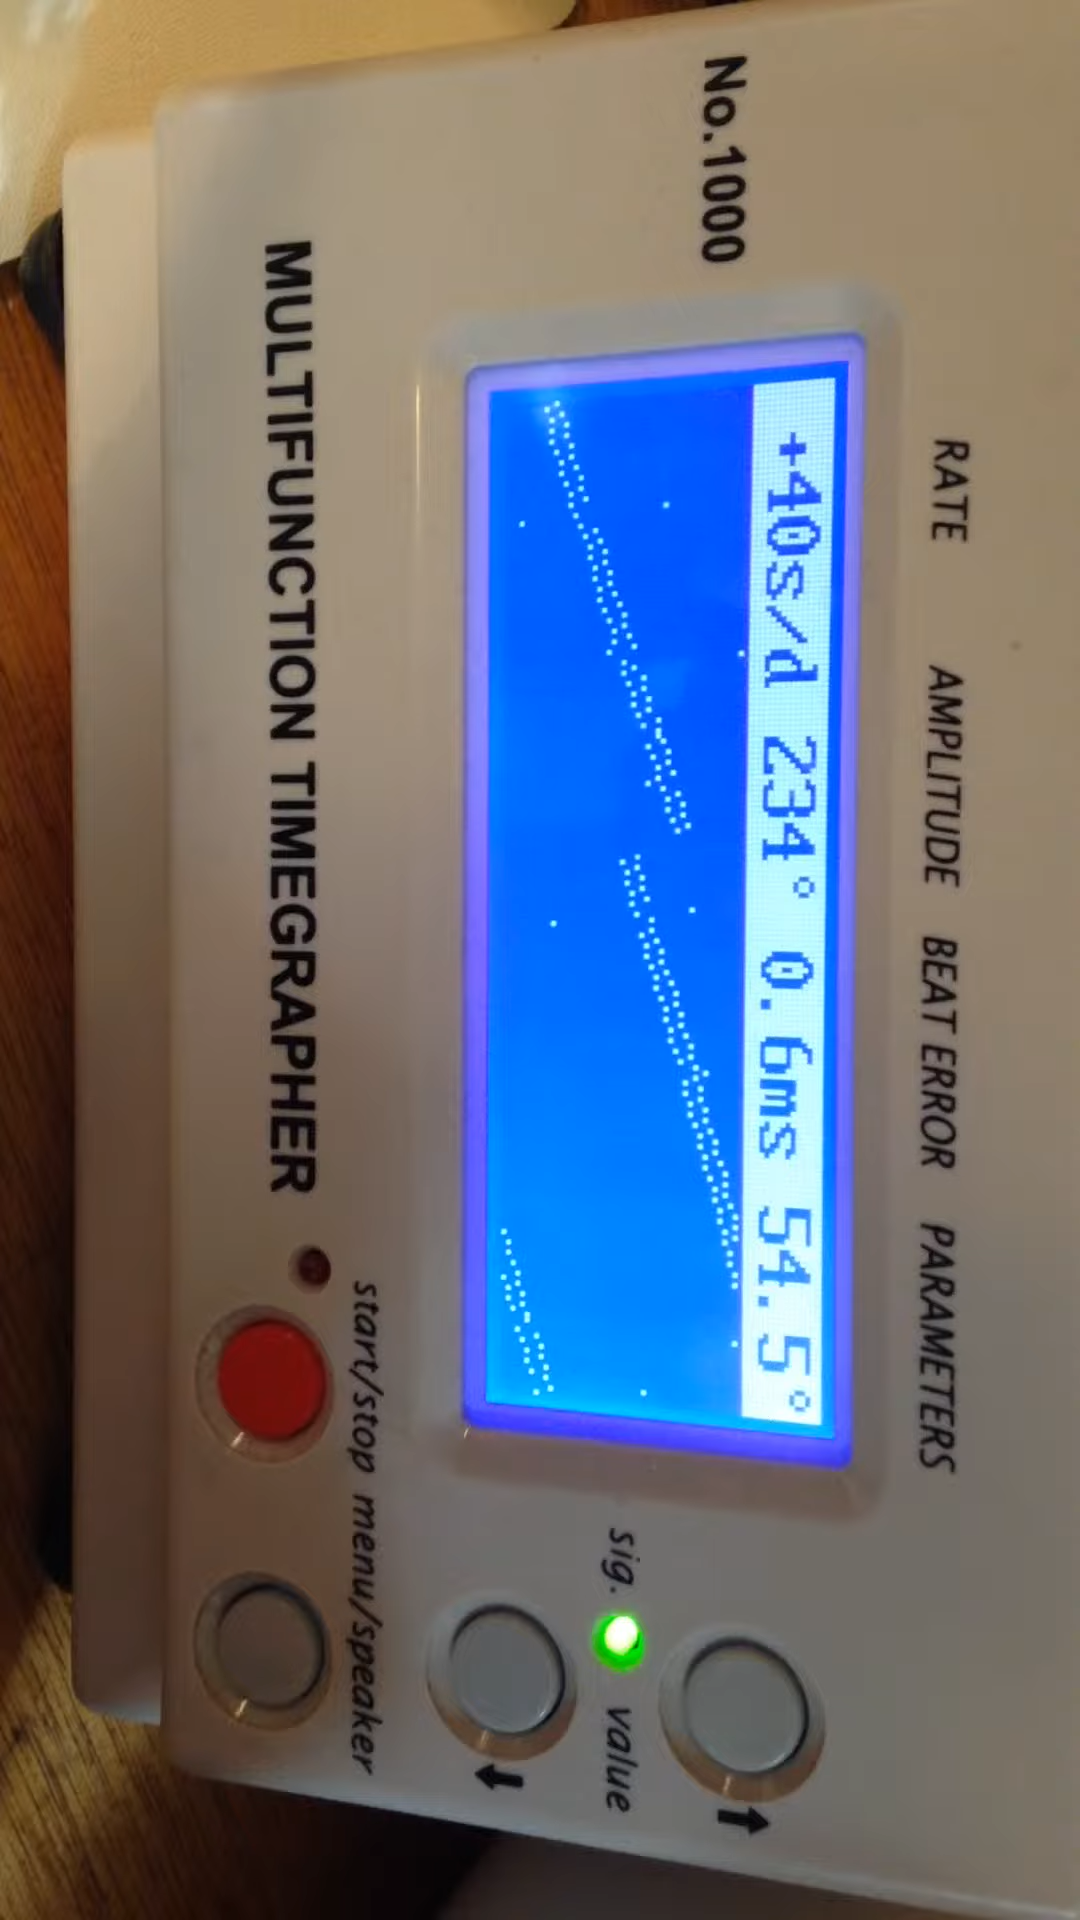 No.1000
RATE AMPLITUDE BEAT ERROR PARAMETERS
+40s/d 234° 0.6ms 54.5°
sig. value
MULTIFUNCTION TIMEGRAPHER
start/stop menu/speaker